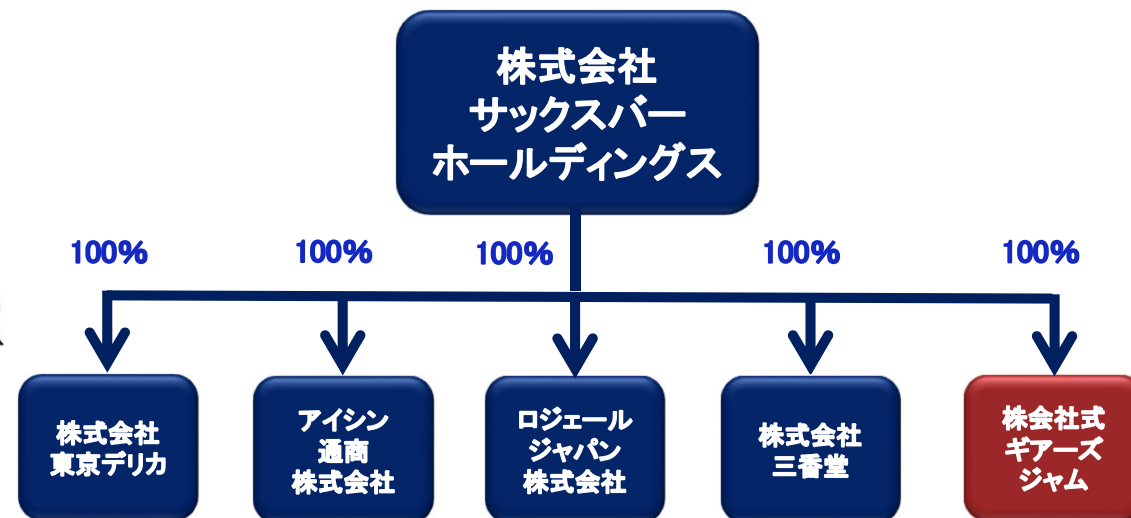 株式会社
サックスバー
ホールディングス
100%
100%
100%
100%
100%
株式会社
東京デリカ
アイシン
通商
株式会社
ロジェール
ジャパン
株式会社
株式会社
三香堂
株会社式
ギアーズ
ジャム